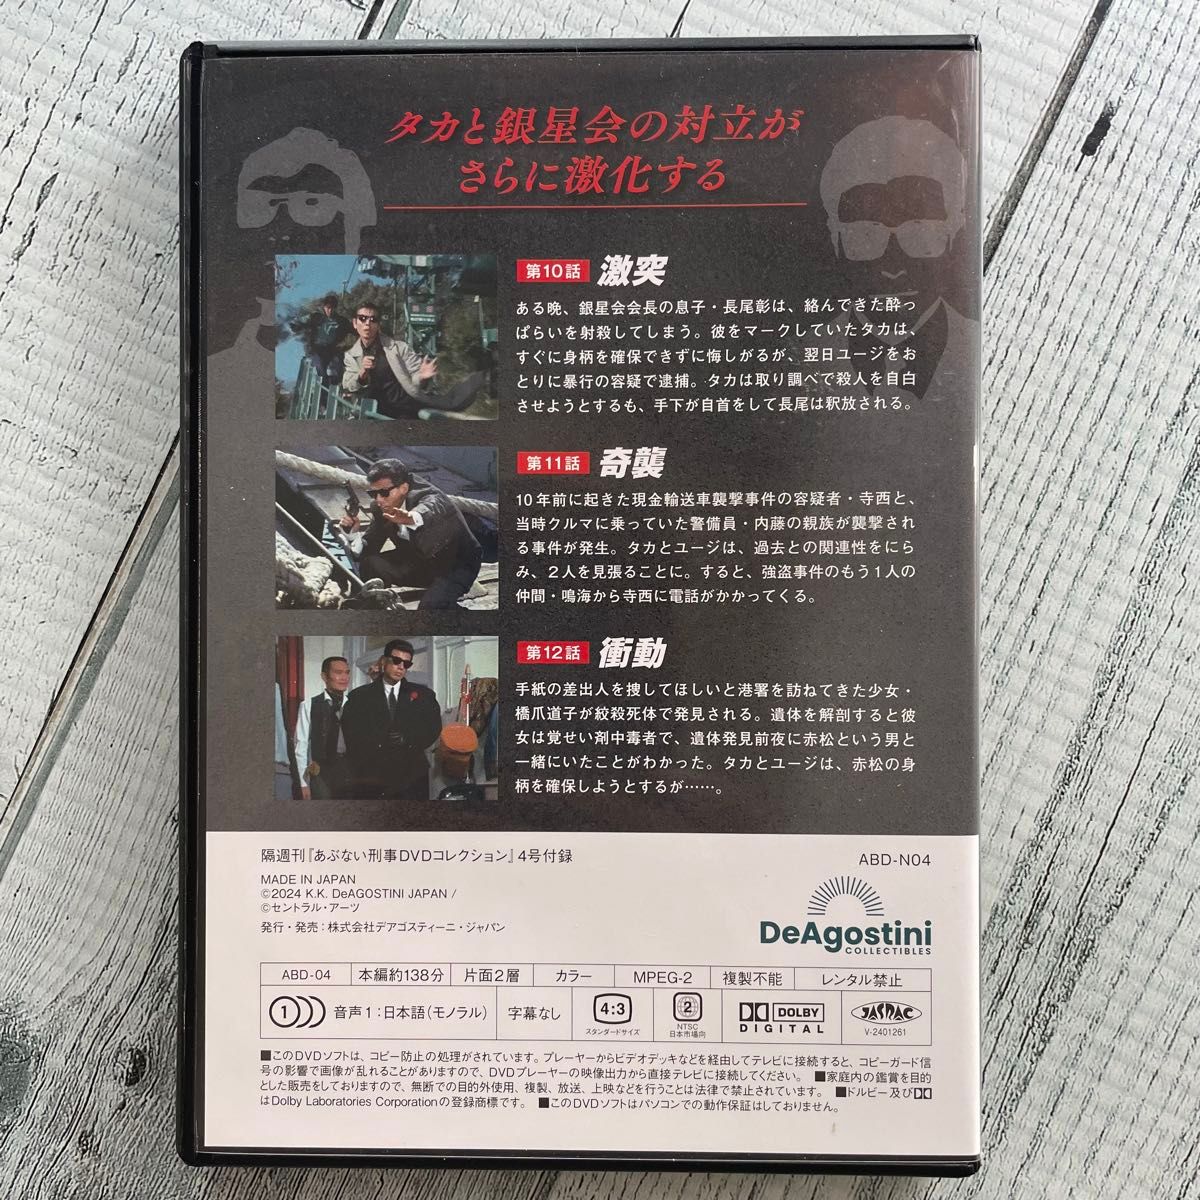 タカと銀星会の対立が
さらに激化する
第10話 激突
ある晩、銀星会会長の息子・長尾彰は、絡んできた酔っ
ぱらいを射殺してしまう。彼をマークしていたタカは、
すぐに身柄を確保できずに悔しがるが、翌日ユージをお
とりに暴行の容疑で逮捕。タカは取り調べで殺人を自白
させようとするも、手下が自首をして長尾は釈放される。
第11話 奇襲
10年前に起きた現金輸送車襲撃事件の容疑者・寺西と、
当時クルマに乗っていた警備員・内藤の親族が襲撃され
る事件が発生。タカとユージは、過去との関連性をにら
み、2人を見張ることに。すると、強盗事件のもう1人の
仲間・鳴海から寺西に電話がかかってくる。
第12話 衝動
手紙の差出人を捜してほしいと港署を訪ねてきた少女・
橋爪道子が絞殺死体で発見される。遺体を解剖すると彼
女は覚せい剤中毒者で、遺体発見前夜に赤松という男と
一緒にいたことがわかった。タカとユージは、赤松の身
柄を確保しようとするが……。
隔週刊『あぶない刑事DVDコレクション』4号付録
ABD-N04
MADE IN JAPAN
©2024 K.K. DeAGOSTINI JAPAN /
©セントラル・アーツ
発行・発売：株式会社デアゴスティーニ・ジャパン
DeAgostini
COLLECTIBLES
ABD-04 本編約138分 片面2層 カラー MPEG-2 複製不能 レンタル禁止
1 音声1：日本語(モノラル) 字幕なし 4:3 スタンダードサイズ 2 NTSC 日本市場向 DOLBY DIGITAL JASRAC V-2401261
■このDVDソフトは、コピー防止の処理がされています。プレーヤーからビデオデッキなどを経由してテレビに接続すると、コピーガード信
号の影響で画像が乱れることがありますので、DVDプレーヤーの映像出力から直接テレビに接続してください。 ■家庭内の鑑賞を目的
とした販売をしておりますので、無断での目的外使用、複製、放送、上映などを行うことは法律で禁止されています。 ■ドルビー及び
はDolby Laboratories Corporationの登録商標です。 ■このDVDソフトはパソコンでの動作保証はしておりません。